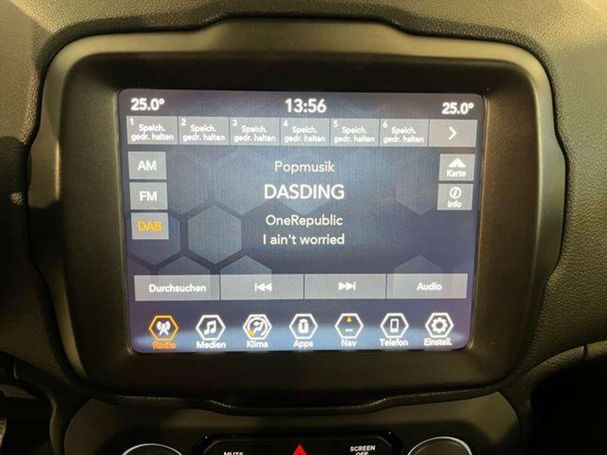 25.0° 13:56 25.0°
1 Speich. gedr. halten
2 Speich. gedr. halten
3 Speich. gedr. halten
4 Speich. gedr. halten
5 Speich. gedr. halten
6 Speich. gedr. halten
AM Popmusik Karte
FM DASDING Info
DAB OneRepublic
I ain't worried
Durchsuchen Audio
Radio Medien Klima Apps Nav Telefon Einstell.
MUTE SCREEN OFF